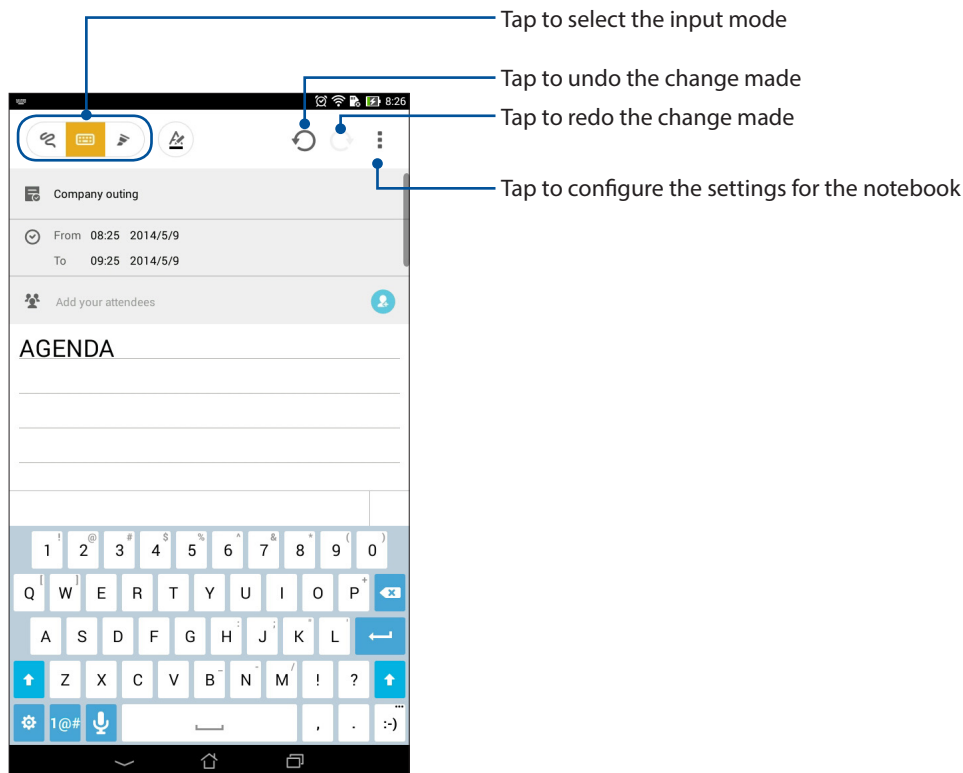 Tap to select the input mode
Tap to undo the change made
Tap to redo the change made
Tap to configure the settings for the notebook
8:26
Company outing
From 08:25 2014/5/9
To 09:25 2014/5/9
Add your attendees
AGENDA
! @ # $ % ^ & * ( )
1 2 3 4 5 6 7 8 9 0
[ ] +
Q W E R T Y U I O P
: ; " '
A S D F G H J K L
_ - /
Z X C V B N M ! ?
1@# , . :-)